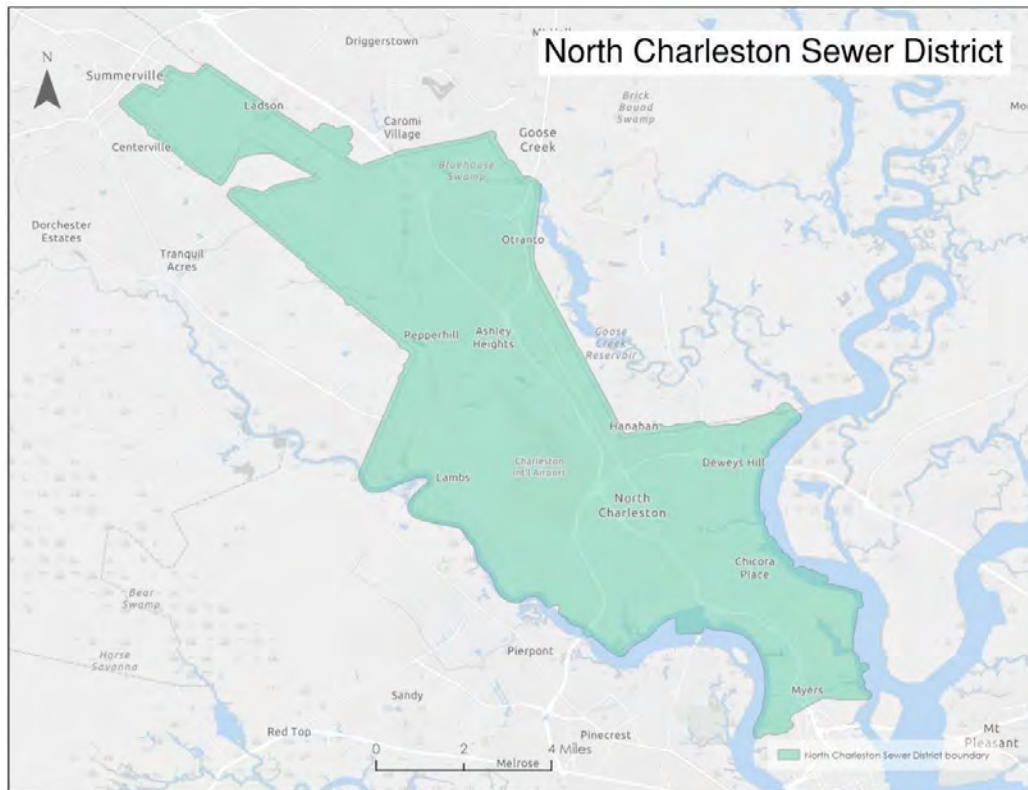 North Charleston Sewer District
N
Driggerstown
Summerville
Ladson
Brick
Bound
Swamp
Caromi
Village
Goose
Creek
Centerville
Bluehouse
Swamp
Dorchester
Estates
Tranquil
Acres
Otranto
Pepperhill
Ashley
Heights
Goose
Creek
Reservoir
Hanahan
Lambs
Charleston
Int'l Airport
Deweys Hill
North
Charleston
Chicora
Place
Bear
Swamp
Horse
Savanna
Pierpont
Sandy
Myers
Red Top
Pinecrest
Mt
Pleasant
0 2 4 Miles
Melrose
North Charleston Sewer District boundary